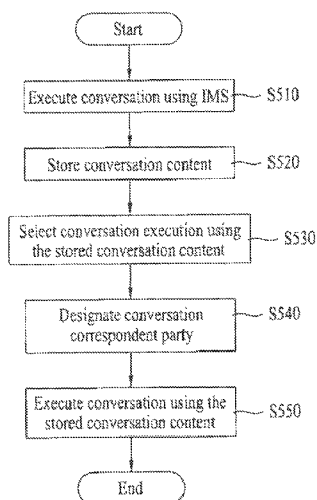 Start
Execute conversation using IMS
S510
Store conversation content
S520
Select conversation execution using
the stored conversation content
S530
Designate conversation
correspondent party
S540
Execute conversation using the
stored conversation content
S550
End